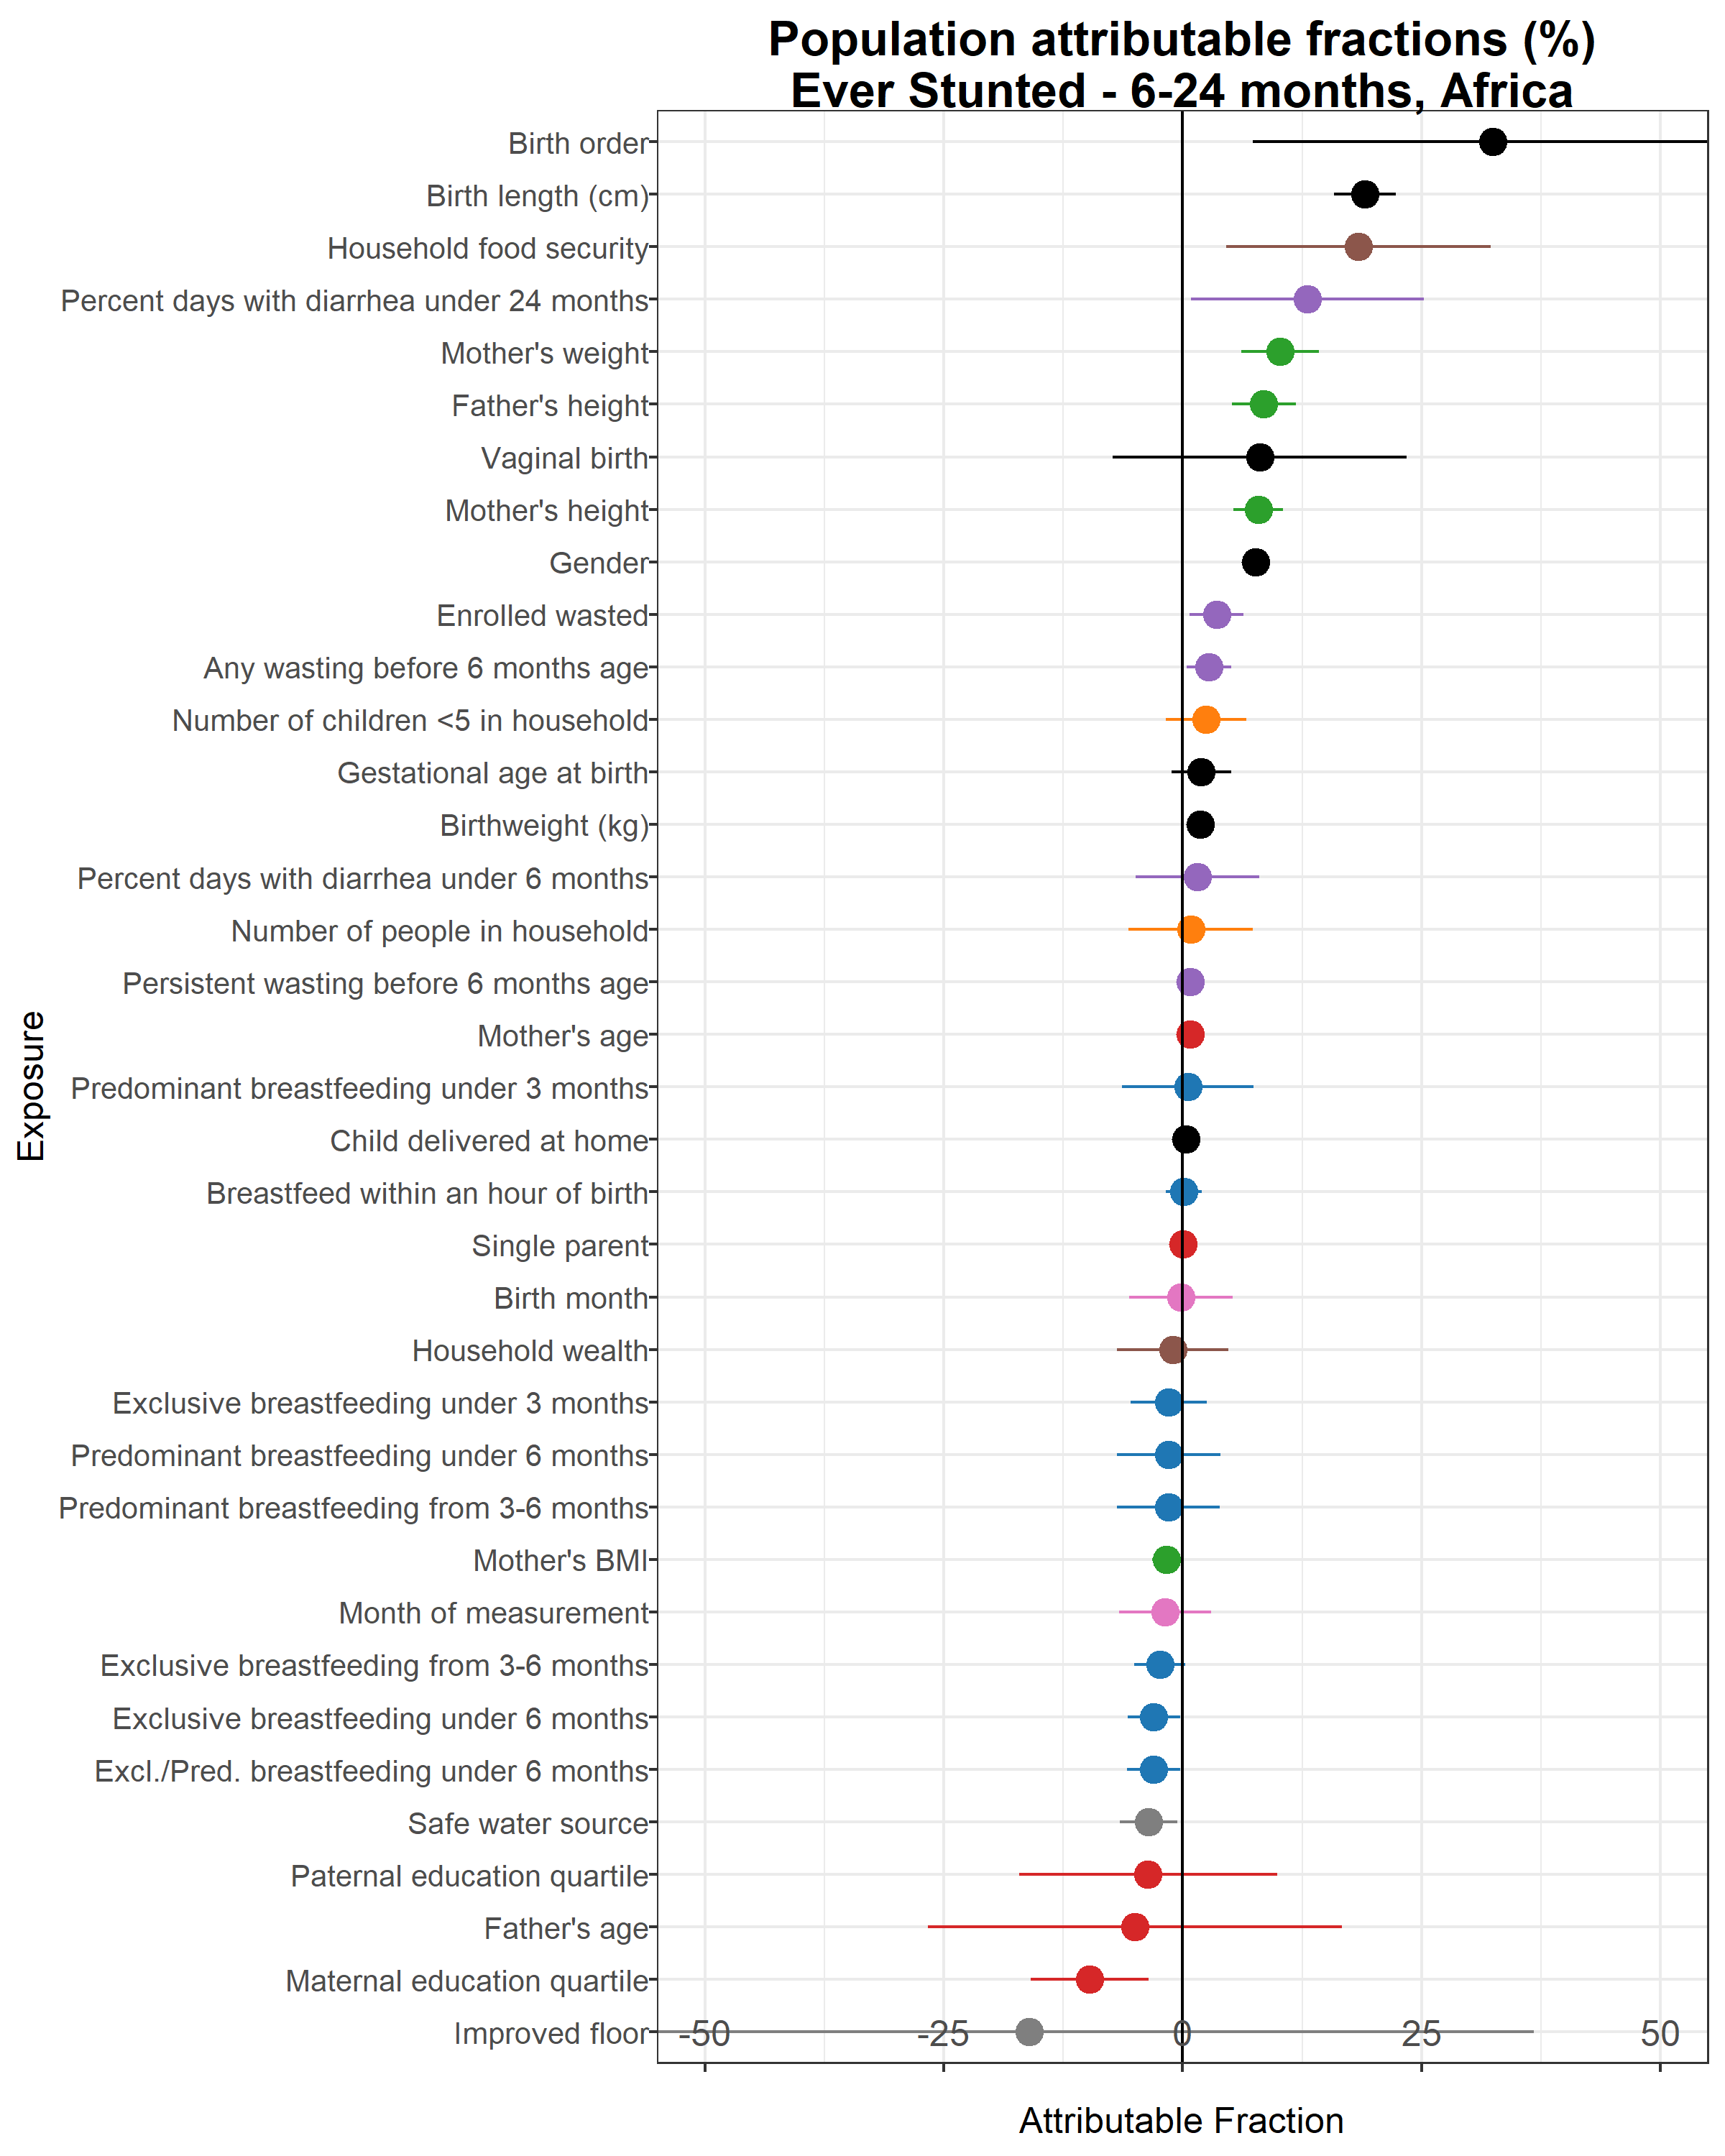 Population attributable fractions (%)
Ever Stunted - 6-24 months, Africa
Birth order
Birth length (cm)
Household food security
Percent days with diarrhea under 24 months
Mother's weight
Father's height
Vaginal birth
Mother's height
Gender
Enrolled wasted
Any wasting before 6 months age
Number of children <5 in household
Gestational age at birth
Birthweight (kg)
Percent days with diarrhea under 6 months
Number of people in household
Persistent wasting before 6 months age
Mother's age
Predominant breastfeeding under 3 months
Child delivered at home
Breastfeed within an hour of birth
Single parent
Birth month
Household wealth
Exclusive breastfeeding under 3 months
Predominant breastfeeding under 6 months
Predominant breastfeeding from 3-6 months
Mother's BMI
Month of measurement
Exclusive breastfeeding from 3-6 months
Exclusive breastfeeding under 6 months
Excl./Pred. breastfeeding under 6 months
Safe water source
Paternal education quartile
Father's age
Maternal education quartile
Improved floor
Exposure
-50 -25 0 25 50
Attributable Fraction